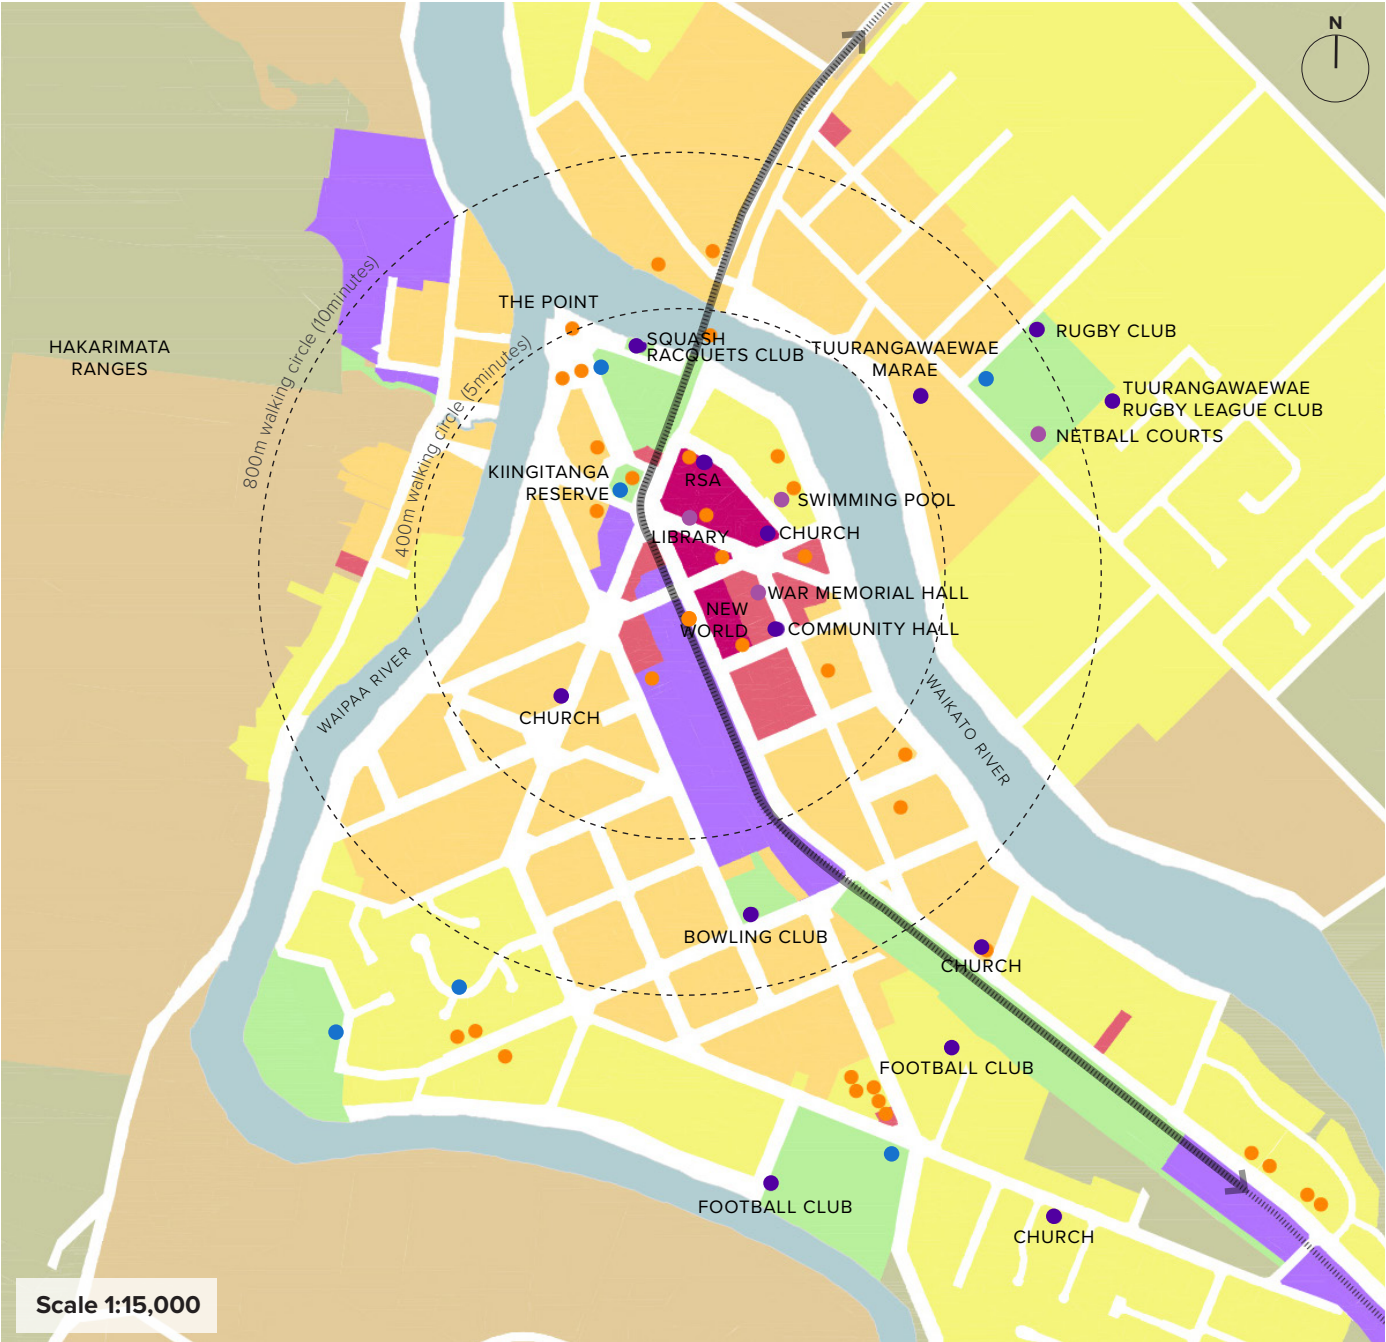 N
800m walking circle (10minutes)
THE POINT
400m walking circle (5minutes)
SQUASH
RACQUETS CLUB
TUURANGAWAEWAE
MARAE
RUGBY CLUB
HAKARIMATA
RANGES
TUURANGAWAEWAE
RUGBY LEAGUE CLUB
NETBALL COURTS
KIINGITANGA
RESERVE
RSA
SWIMMING POOL
LIBRARY
CHURCH
WAR MEMORIAL HALL
NEW
WORLD
COMMUNITY HALL
WAIPAA RIVER
CHURCH
WAIKATO RIVER
BOWLING CLUB
CHURCH
FOOTBALL CLUB
FOOTBALL CLUB
CHURCH
Scale 1:15,000